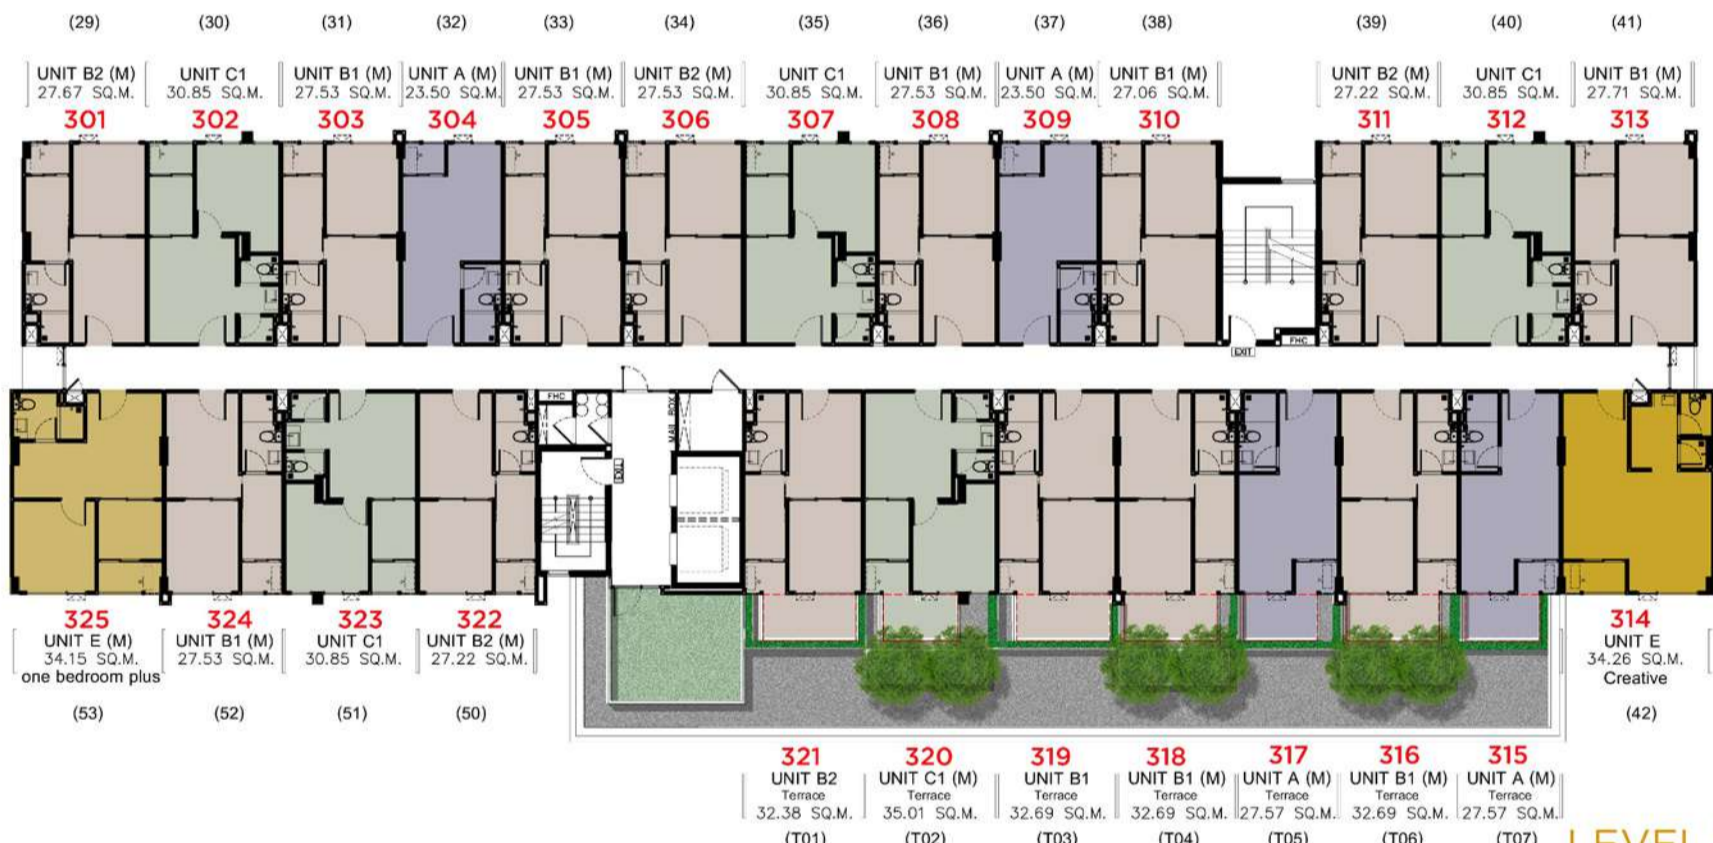 (29) (30) (31) (32) (33) (34) (35) (36) (37) (38) (39) (40) (41)
UNIT B2 (M) UNIT C1 UNIT B1 (M) UNIT A (M) UNIT B1 (M) UNIT B2 (M) UNIT C1 UNIT B1 (M) UNIT A (M) UNIT B1 (M) UNIT B2 (M) UNIT C1 UNIT B1 (M)
27.67 SQ.M. 30.85 SQ.M. 27.53 SQ.M. 23.50 SQ.M. 27.53 SQ.M. 27.53 SQ.M. 30.85 SQ.M. 27.53 SQ.M. 23.50 SQ.M. 27.06 SQ.M. 27.22 SQ.M. 30.85 SQ.M. 27.71 SQ.M.
301 302 303 304 305 306 307 308 309 310 311 312 313
FHC
EXIT
FHC
MAIL BOX
EXIT
325 324 323 322 314
UNIT E (M) UNIT B1 (M) UNIT C1 UNIT B2 (M) UNIT E
34.15 SQ.M. 27.53 SQ.M. 30.85 SQ.M. 27.22 SQ.M. 34.26 SQ.M.
one bedroom plus Creative
(53) (52) (51) (50) (42)
321 320 319 318 317 316 315
UNIT B2 UNIT C1 (M) UNIT B1 UNIT B1 (M) UNIT A (M) UNIT B1 (M) UNIT A (M)
Terrace Terrace Terrace Terrace Terrace Terrace Terrace
32.38 SQ.M. 35.01 SQ.M. 32.69 SQ.M. 32.69 SQ.M. 27.57 SQ.M. 32.69 SQ.M. 27.57 SQ.M.
(T01) (T02) (T03) (T04) (T05) (T06) (T07)
LEVEL